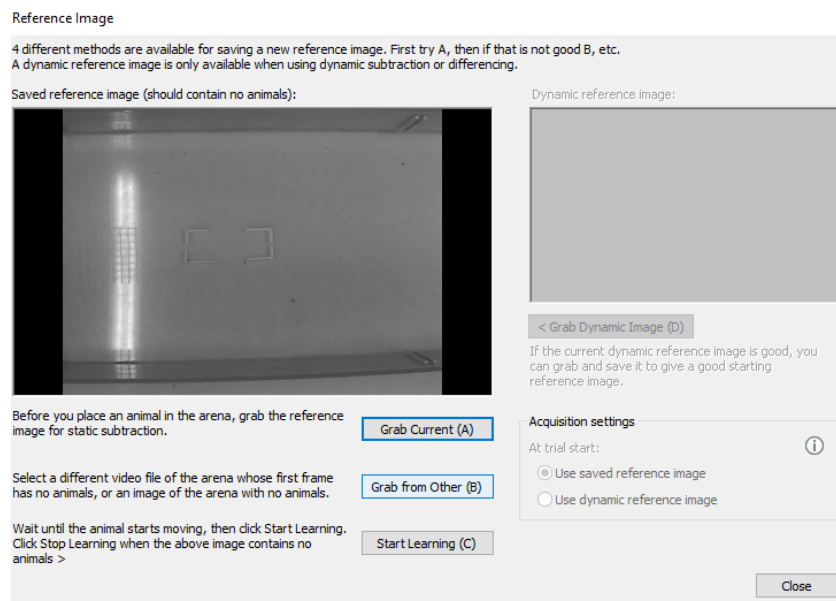 Reference Image
4 different methods are available for saving a new reference image. First try A, then if that is not good B, etc.
A dynamic reference image is only available when using dynamic subtraction or differencing.
Saved reference image (should contain no animals):
Dynamic reference image:
< Grab Dynamic Image (D)
If the current dynamic reference image is good, you
can grab and save it to give a good starting
reference image.
Before you place an animal in the arena, grab the reference
image for static subtraction.
Grab Current (A)
Select a different video file of the arena whose first frame
has no animals, or an image of the arena with no animals.
Grab from Other (B)
Wait until the animal starts moving, then click Start Learning.
Click Stop Learning when the above image contains no
animals >
Start Learning (C)
Acquisition settings
At trial start:
Use saved reference image
Use dynamic reference image
Close